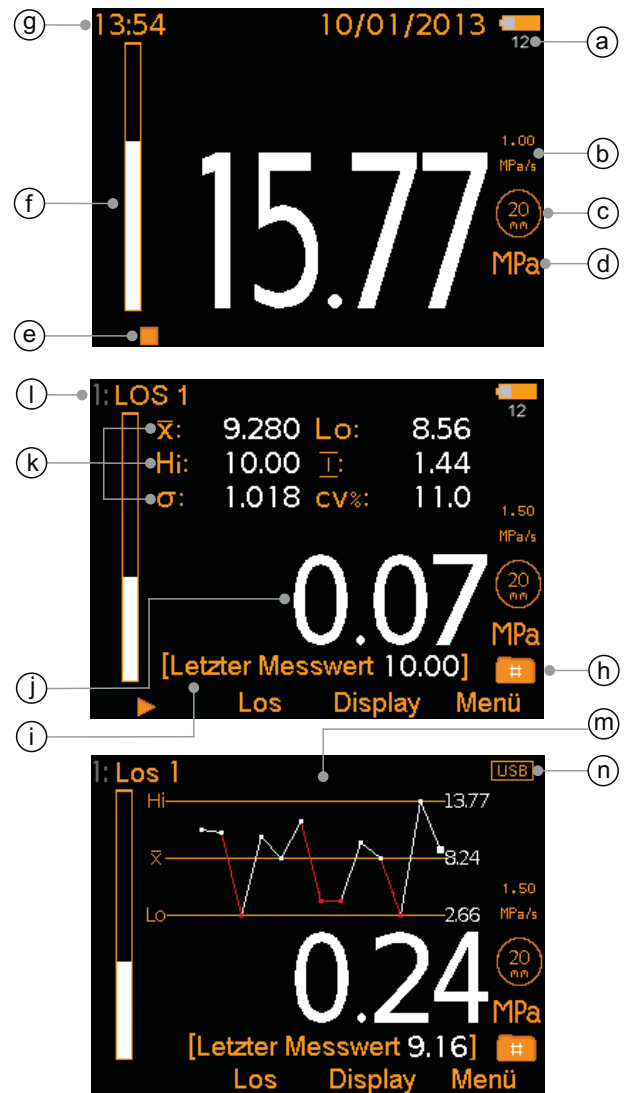 g 13:54 10/01/2013
12 a
1.00 b
MPa/s
15.77
f 20 c
mm
MPa d
e
l 1: LOS 1
12
x̅: 9.280 Lo: 8.56
k Hi: 10.00 I: 1.44
σ: 1.018 cv%: 11.0
1.50
MPa/s
0.07
20
mm
MPa
j [Letzter Messwert 10.00] # h
i Los Display Menü
m
1: Los 1 USB n
Hi 13.77
x̅ 8.24
1.50
Lo 2.66 MPa/s
0.24
20
mm
MPa
[Letzter Messwert 9.16] #
Los Display Menü